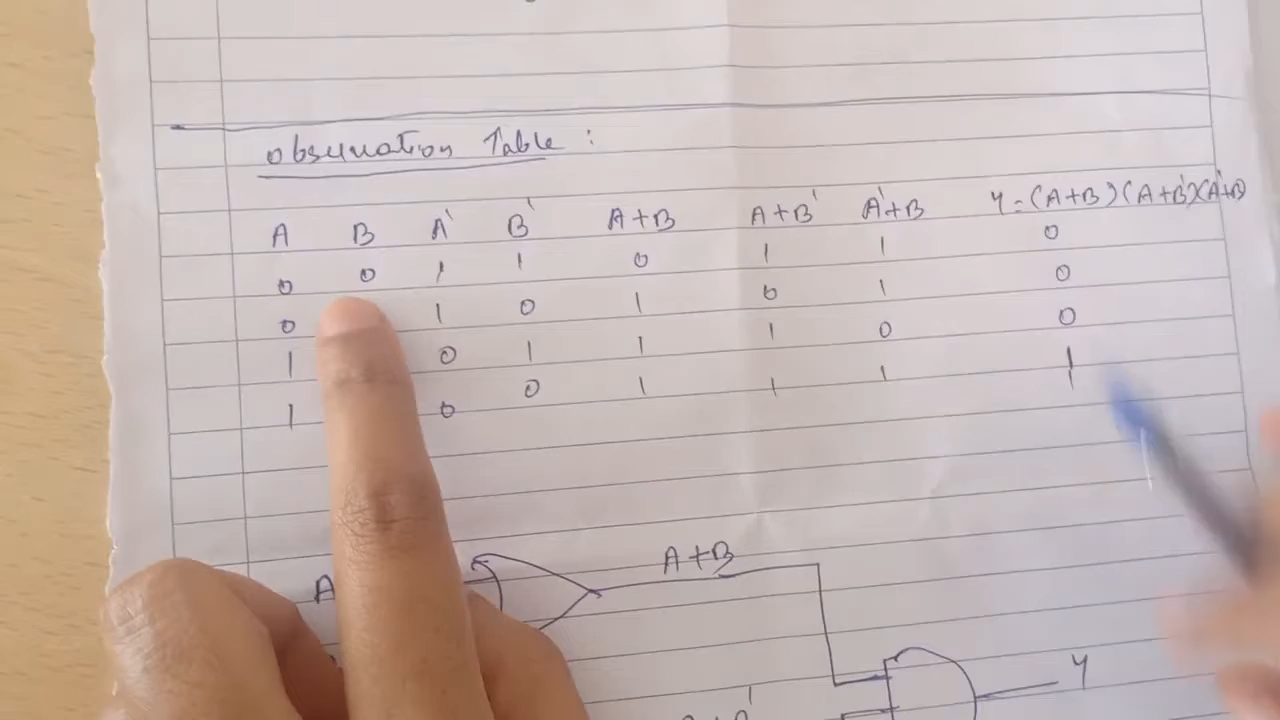 Observation Table :
A B A' B' A+B A+B' A'+B Y = (A+B)(A+B')(A'+B)
0 0 1 1 0 1 1 0
0 1 0 1 0 1 0
1 0 1 1 1 0 0
1 0 0 1 1 1 1
A A+B
Y